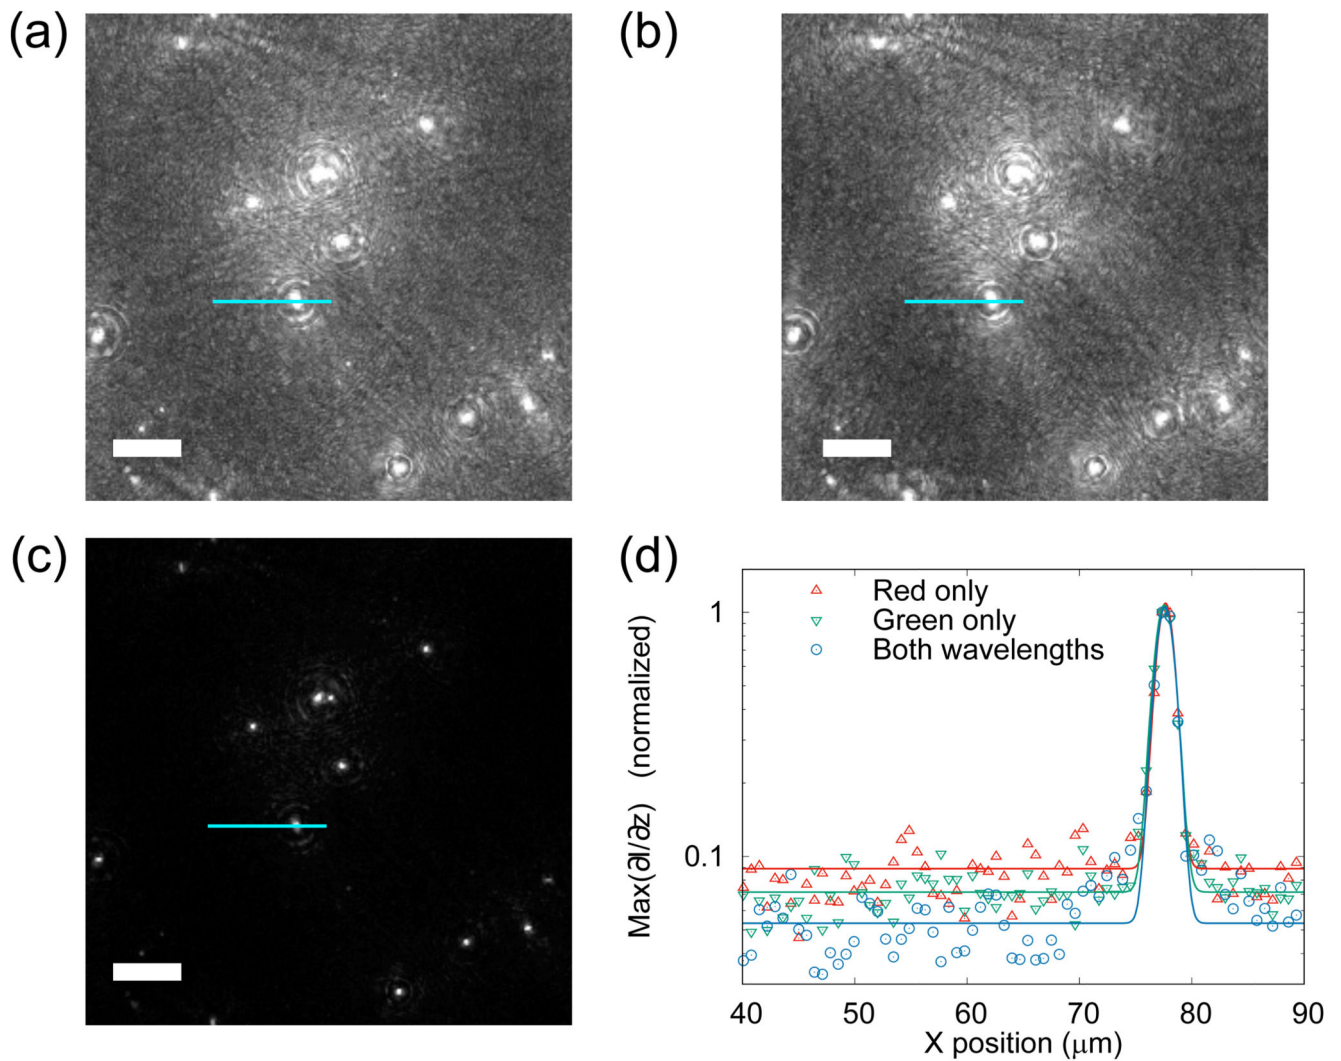 (a)
(b)
(c)
(d)
Red only
Green only
Both wavelengths
Max(∂I/∂z) (normalized)
1
0.1
40 50 60 70 80 90
X position (μm)